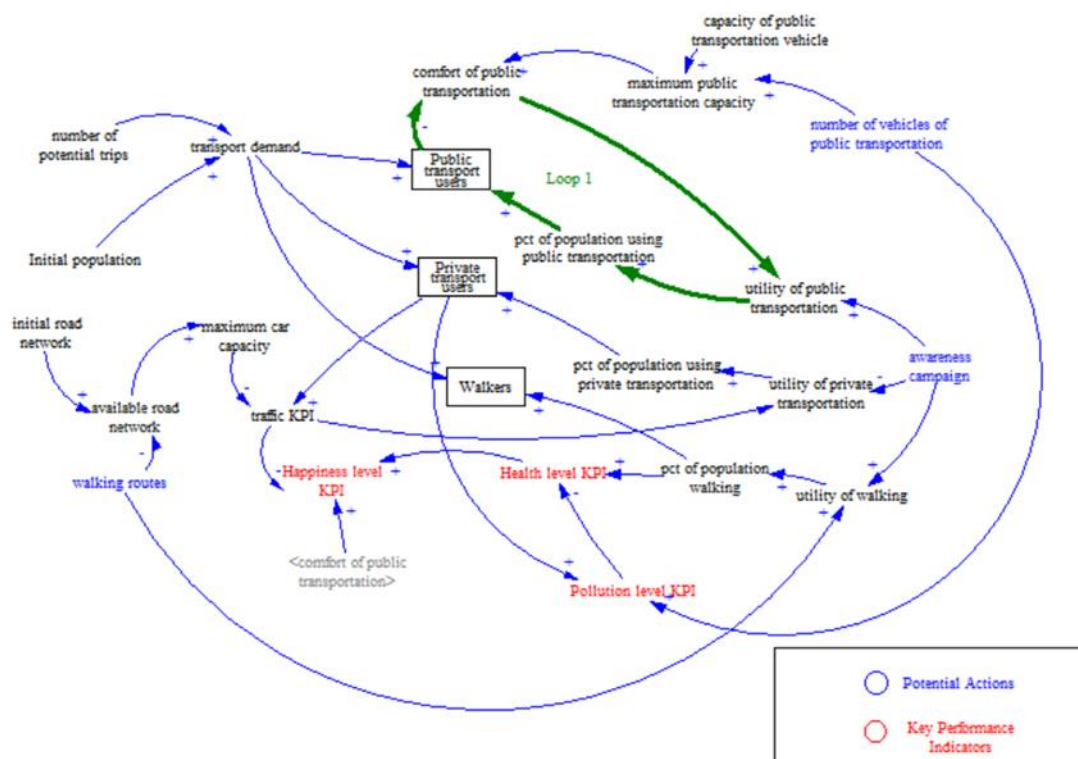 capacity of public
transportation vehicle
comfort of public
transportation
maximum public
transportation capacity
number of
potential trips
transport demand
number of vehicles of
public transportation
Public
transport
users
Loop 1
pct of population using
public transportation
Initial population
Private
transport
users
utility of public
transportation
initial road
network
maximum car
capacity
pct of population using
private transportation
awareness
campaign
Walkers
utility of private
transportation
available road
network
traffic KPI
Happiness level
KPI
Health level KPI
pct of population
walking
utility of walking
walking routes
<comfort of public
transportation>
Pollution level KPI
Potential Actions
Key Performance
Indicators